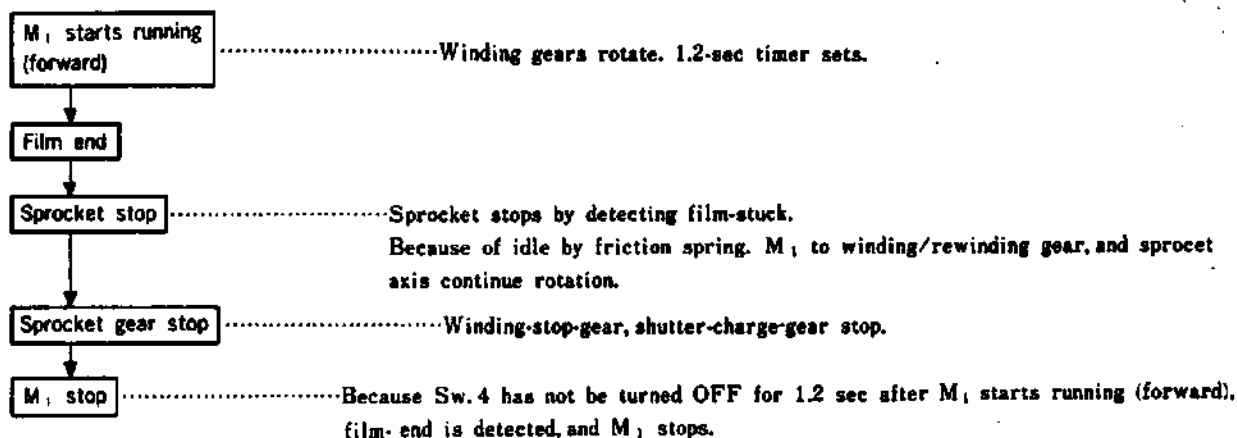 M₁ starts running
(forward)
Winding gears rotate. 1.2-sec timer sets.
Film end
Sprocket stop
Sprocket stops by detecting film-stuck.
Because of idle by friction spring. M₁ to winding/rewinding gear, and sprocet
axis continue rotation.
Sprocket gear stop
Winding-stop-gear, shutter-charge-gear stop.
M₁ stop
Because Sw. 4 has not be turned OFF for 1.2 sec after M₁ starts running (forward),
film- end is detected, and M₁ stops.